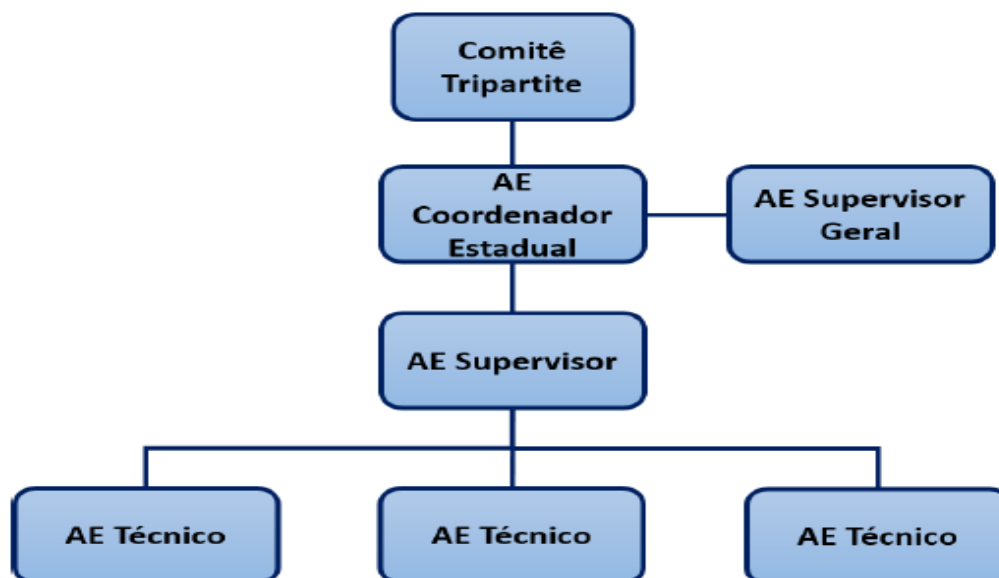 Comitê
Tripartite
AE
Coordenador
Estadual
AE Supervisor
Geral
AE Supervisor
AE Técnico
AE Técnico
AE Técnico